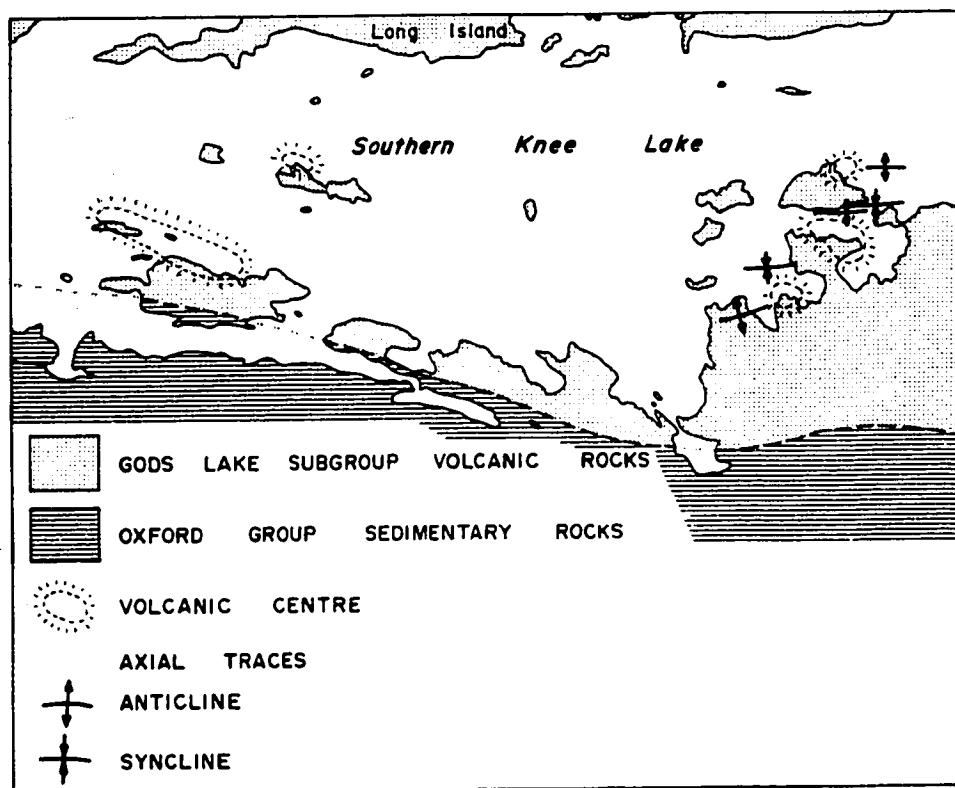 Long Island
Southern Knee Lake
GODS LAKE SUBGROUP VOLCANIC ROCKS
OXFORD GROUP SEDIMENTARY ROCKS
VOLCANIC CENTRE
AXIAL TRACES
ANTICLINE
SYNCLINE